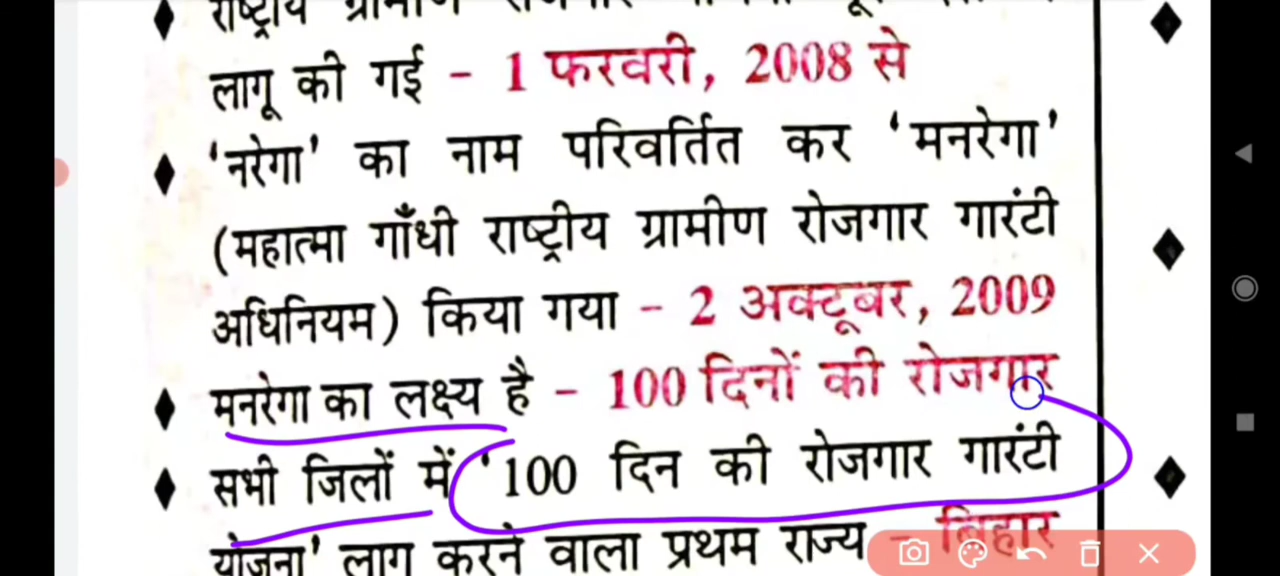 राष्ट्रीय ग्रामीण रोजगार
लागू की गई - 1 फरवरी, 2008 से
♦ 'नरेगा' का नाम परिवर्तित कर 'मनरेगा'
(महात्मा गाँधी राष्ट्रीय ग्रामीण रोजगार गारंटी
अधिनियम) किया गया - 2 अक्टूबर, 2009
♦ मनरेगा का लक्ष्य है - 100 दिनों की रोजगार
♦ सभी जिलों में '100 दिन की रोजगार गारंटी
योजना' लागू करने वाला प्रथम राज्य - बिहार